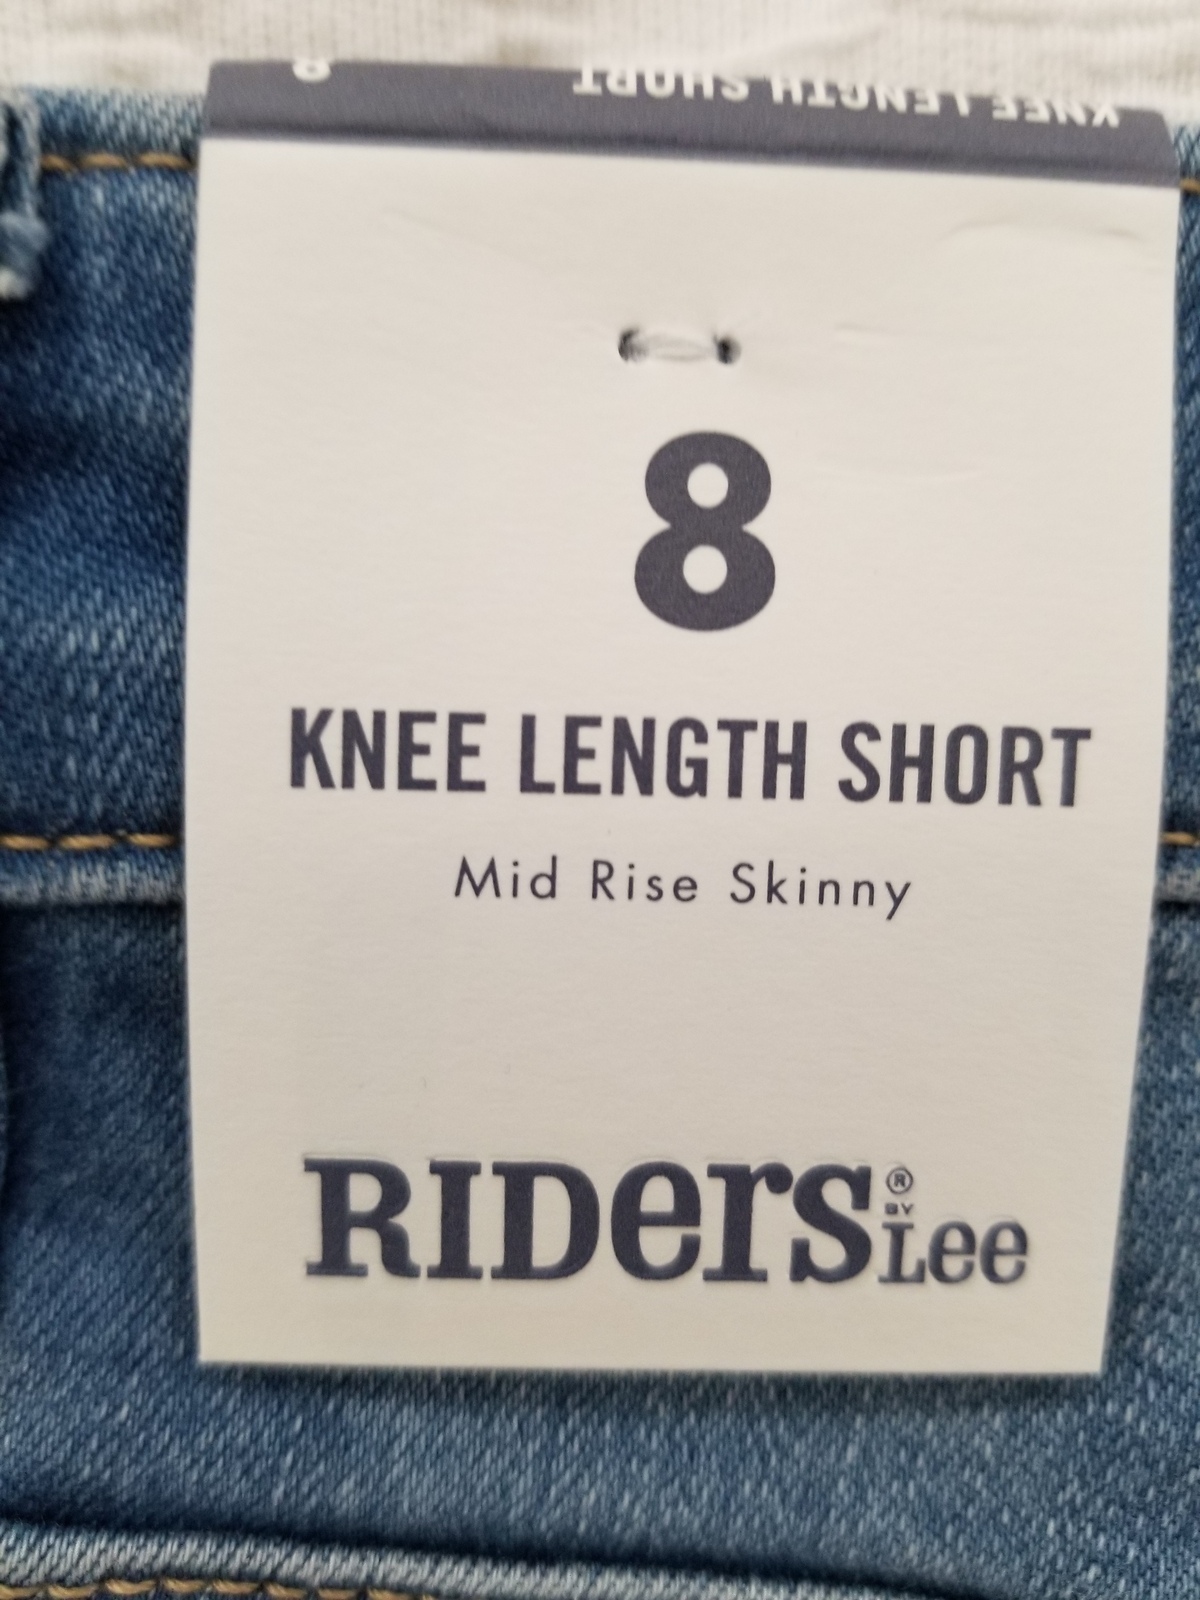 8 KNEE LENGTH SHORT
8
KNEE LENGTH SHORT
Mid Rise Skinny
RIDers® BY Lee